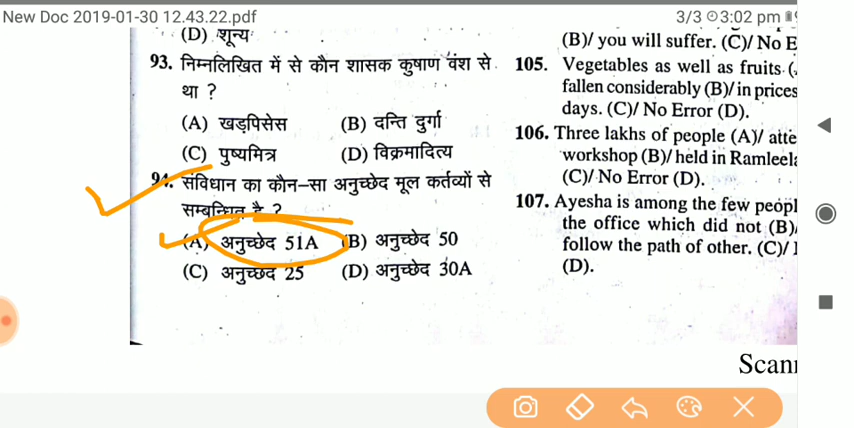 New Doc 2019-01-30 12.43.22.pdf
3/3 3:02 pm
(D) शून्य
93. निम्नलिखित में से कौन शासक कुषाण वंश से
था ?
(A) खड़पिसेस (B) दन्ति दुर्गा
(C) पुष्यमित्र (D) विक्रमादित्य
94. संविधान का कौन-सा अनुच्छेद मूल कर्तव्यों से
सम्बन्धित है ?
(A) अनुच्छेद 51A (B) अनुच्छेद 50
(C) अनुच्छेद 25 (D) अनुच्छेद 30A
(B)/ you will suffer. (C)/ No E
105. Vegetables as well as fruits (
fallen considerably (B)/ in prices
days. (C)/ No Error (D).
106. Three lakhs of people (A)/ atte
workshop (B)/ held in Ramleela
(C)/ No Error (D).
107. Ayesha is among the few peopl
the office which did not (B)/
follow the path of other. (C)/
(D).
Scann